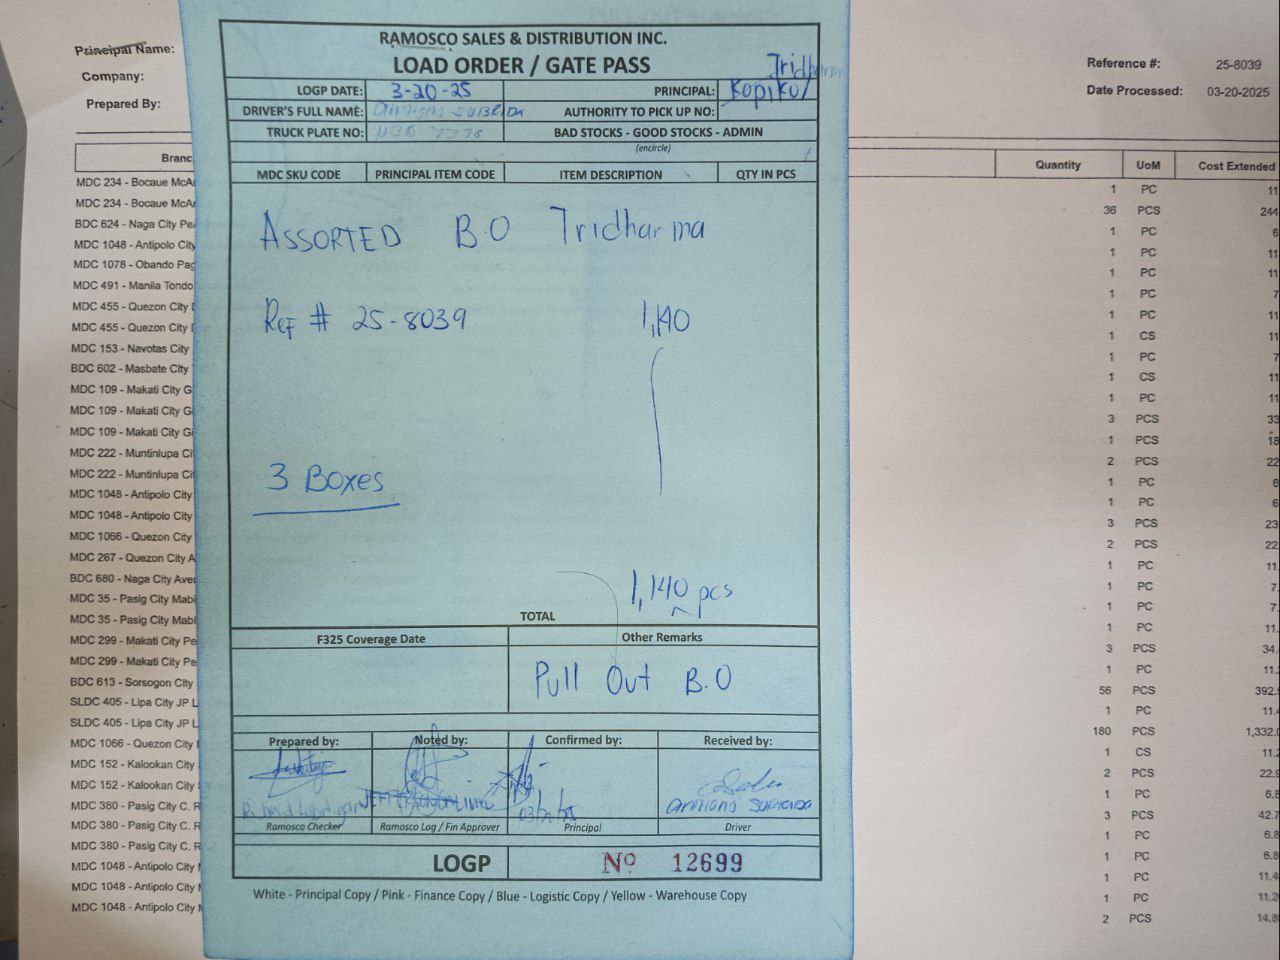 RAMOSCO SALES & DISTRIBUTION INC.
LOAD ORDER / GATE PASS
Tridharma
LOGP DATE: 3-20-25 PRINCIPAL: Kopiko/
DRIVER'S FULL NAME: AUTHORITY TO PICK UP NO:
TRUCK PLATE NO: BAD STOCKS - GOOD STOCKS - ADMIN
(encircle)
MDC SKU CODE PRINCIPAL ITEM CODE ITEM DESCRIPTION QTY IN PCS
ASSORTED B.O Tridharma
Ref # 25-8039 1,140
3 Boxes
1,140 pcs
TOTAL
F325 Coverage Date Other Remarks
Pull Out B.O
Prepared by: Noted by: Confirmed by: Received by:
Ramosco Checker Ramosco Log / Fin Approver Principal Driver
LOGP Nº 12699
White - Principal Copy / Pink - Finance Copy / Blue - Logistic Copy / Yellow - Warehouse Copy
Principal Name:
Company:
Prepared By:
Reference #: 25-8039
Date Processed: 03-20-2025
Branc Quantity UoM Cost Extended
MDC 234 - Bocaue McAr 1 PC 11
MDC 234 - Bocaue McAr 36 PCS 244
BDC 624 - Naga City Pe 1 PC 6
MDC 1048 - Antipolo City 1 PC 11
MDC 1078 - Obando Pag 1 PC 11
MDC 491 - Manila Tondo 1 PC 7
MDC 455 - Quezon City 1 PC 11
MDC 455 - Quezon City 1 CS 11
MDC 153 - Navotas City 1 PC 7
BDC 602 - Masbate City 1 CS 11
MDC 109 - Makati City G 1 PC 11
MDC 109 - Makati City G 3 PCS 33
MDC 109 - Makati City G 1 PCS 18
MDC 222 - Muntinlupa Ci 2 PCS 22
MDC 222 - Muntinlupa Ci 1 PC 6
MDC 1048 - Antipolo City 1 PC 6
MDC 1048 - Antipolo City 3 PCS 23
MDC 1066 - Quezon City 2 PCS 22
MDC 267 - Quezon City A 1 PC 11.
BDC 680 - Naga City Aver 1 PC 7.
MDC 35 - Pasig City Mabi 1 PC 7.
MDC 35 - Pasig City Mabi 1 PC 11.
MDC 299 - Makati City Pe 3 PCS 34.
MDC 299 - Makati City Pe 1 PC 11.
BDC 613 - Sorsogon City 56 PCS 392.
SLDC 405 - Lipa City JP L 1 PC 11.
SLDC 405 - Lipa City JP L 180 PCS 1,332.
MDC 1066 - Quezon City 1 CS 11.2
MDC 152 - Kalookan City 2 PCS 22.9
MDC 152 - Kalookan City 1 PC 6.8
MDC 380 - Pasig City C. R 3 PCS 42.7
MDC 380 - Pasig City C. R 1 PC 6.8
MDC 380 - Pasig City C. R 1 PC 6.8
MDC 1048 - Antipolo City 1 PC 11.4
MDC 1048 - Antipolo City 1 PC 11.2
MDC 1048 - Antipolo City 2 PCS 14.8